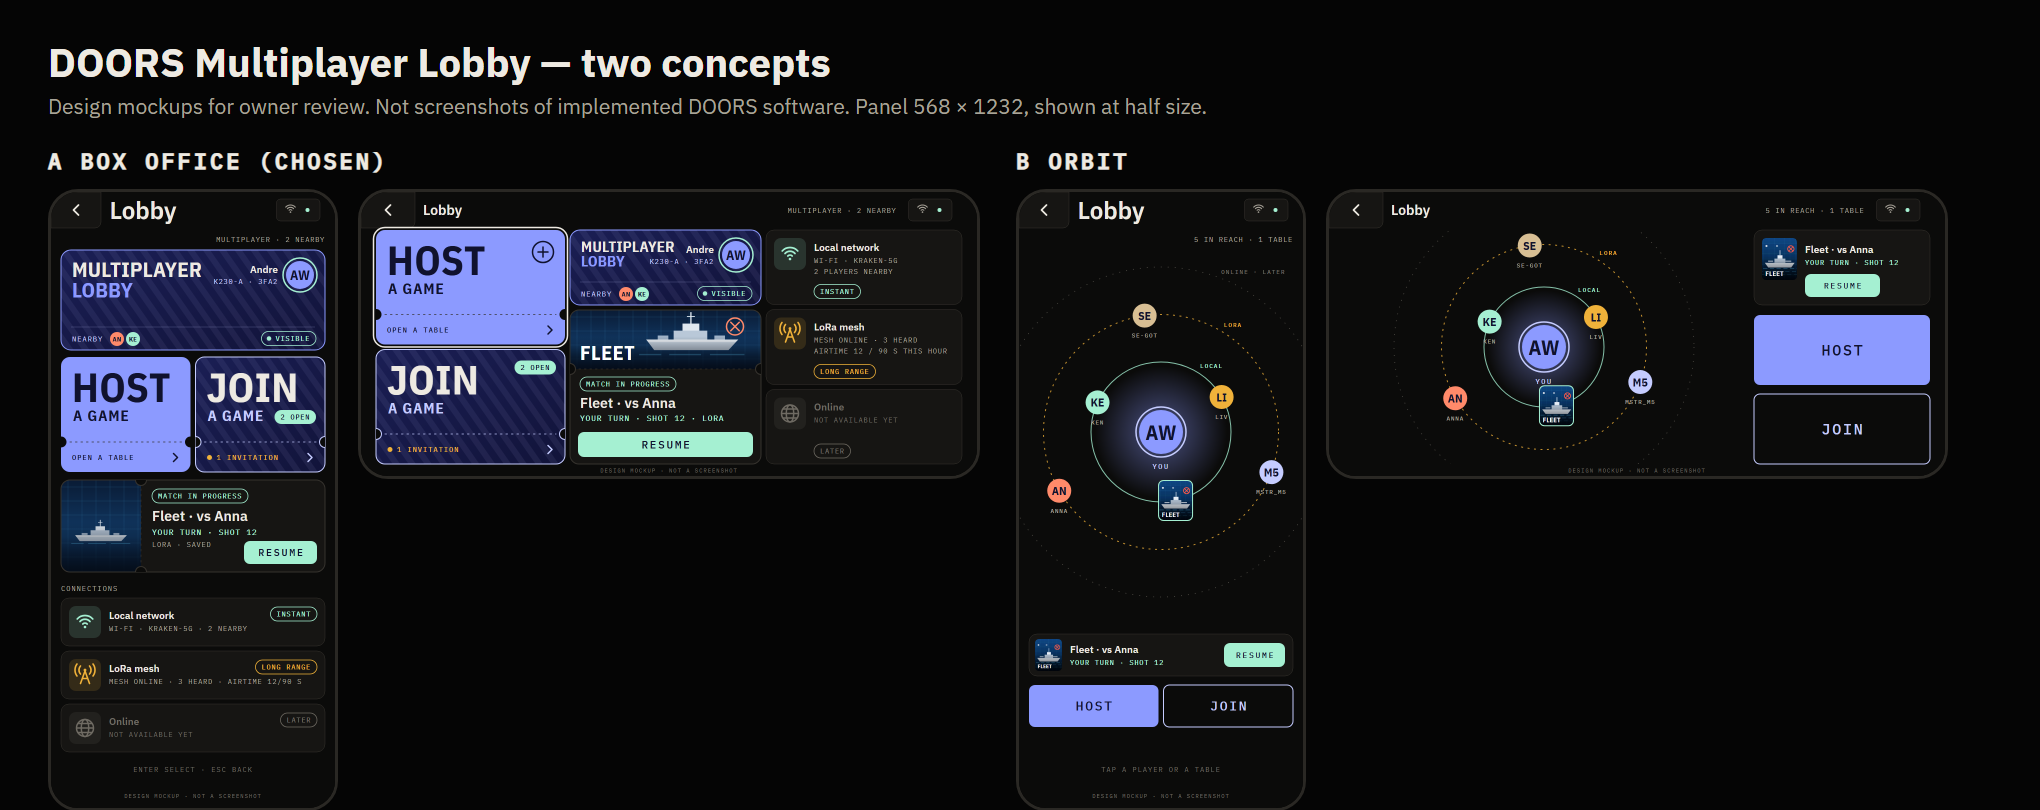 DOORS Multiplayer Lobby — two concepts
Design mockups for owner review. Not screenshots of implemented DOORS software. Panel 568 × 1232, shown at half size.
A BOX OFFICE (CHOSEN)
Lobby
MULTIPLAYER · 2 NEARBY
MULTIPLAYER
LOBBY
Andre
K230-A · 3FA2
AW
NEARBY
AN
KE
VISIBLE
HOST
A GAME
OPEN A TABLE
JOIN
A GAME
2 OPEN
1 INVITATION
MATCH IN PROGRESS
Fleet · vs Anna
YOUR TURN · SHOT 12
LORA · SAVED
RESUME
CONNECTIONS
Local network
WI-FI · KRAKEN-5G · 2 NEARBY
INSTANT
LoRa mesh
MESH ONLINE · 3 HEARD · AIRTIME 12/90 S
LONG RANGE
Online
NOT AVAILABLE YET
LATER
ENTER SELECT · ESC BACK
DESIGN MOCKUP · NOT A SCREENSHOT
Lobby
MULTIPLAYER · 2 NEARBY
HOST
A GAME
OPEN A TABLE
JOIN
A GAME
2 OPEN
1 INVITATION
MULTIPLAYER
LOBBY
Andre
K230-A · 3FA2
AW
NEARBY
AN
KE
VISIBLE
FLEET
MATCH IN PROGRESS
Fleet · vs Anna
YOUR TURN · SHOT 12 · LORA
RESUME
Local network
WI-FI · KRAKEN-5G
2 PLAYERS NEARBY
INSTANT
LoRa mesh
MESH ONLINE · 3 HEARD
AIRTIME 12 / 90 S THIS HOUR
LONG RANGE
Online
NOT AVAILABLE YET
LATER
DESIGN MOCKUP · NOT A SCREENSHOT
B ORBIT
Lobby
5 IN REACH · 1 TABLE
ONLINE · LATER
SE
SE-GOT
LORA
LOCAL
KE
KEN
LI
LIV
AW
YOU
M5
MSTR_M5
AN
ANNA
FLEET
FLEET
Fleet · vs Anna
YOUR TURN · SHOT 12
RESUME
HOST
JOIN
TAP A PLAYER OR A TABLE
DESIGN MOCKUP · NOT A SCREENSHOT
Lobby
5 IN REACH · 1 TABLE
SE
SE-GOT
LORA
LOCAL
KE
KEN
LI
LIV
AW
YOU
M5
MSTR_M5
AN
ANNA
FLEET
FLEET
Fleet · vs Anna
YOUR TURN · SHOT 12
RESUME
HOST
JOIN
DESIGN MOCKUP · NOT A SCREENSHOT